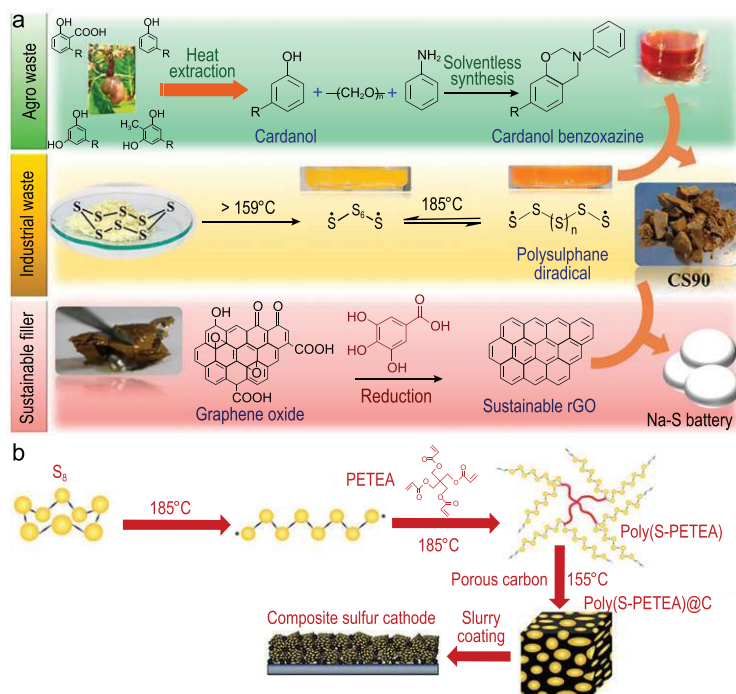 a
Agro waste
OH
COOH
R
OH
R
HO
OH
R
H₃C
OH
HO
R
Heat
extraction
OH
R
Cardanol
+ —(CH₂O)—n +
NH₂
Solventless
synthesis
O
N
R
Cardanol benzoxazine
Industrial waste
S S S S S S S S
> 159°C
S S₆ S
185°C
S S (S)n S S
Polysulphane
diradical
CS90
Sustainable filler
OH O O
O
OH
COOH
COOH
Graphene oxide
O
OH
HO
HO
OH
Reduction
Sustainable rGO
Na-S battery
b
S₈
185°C
PETEA
O O
O O
O O
O O
185°C
Poly(S-PETEA)
Porous carbon
155°C
Poly(S-PETEA)@C
Slurry
coating
Composite sulfur cathode